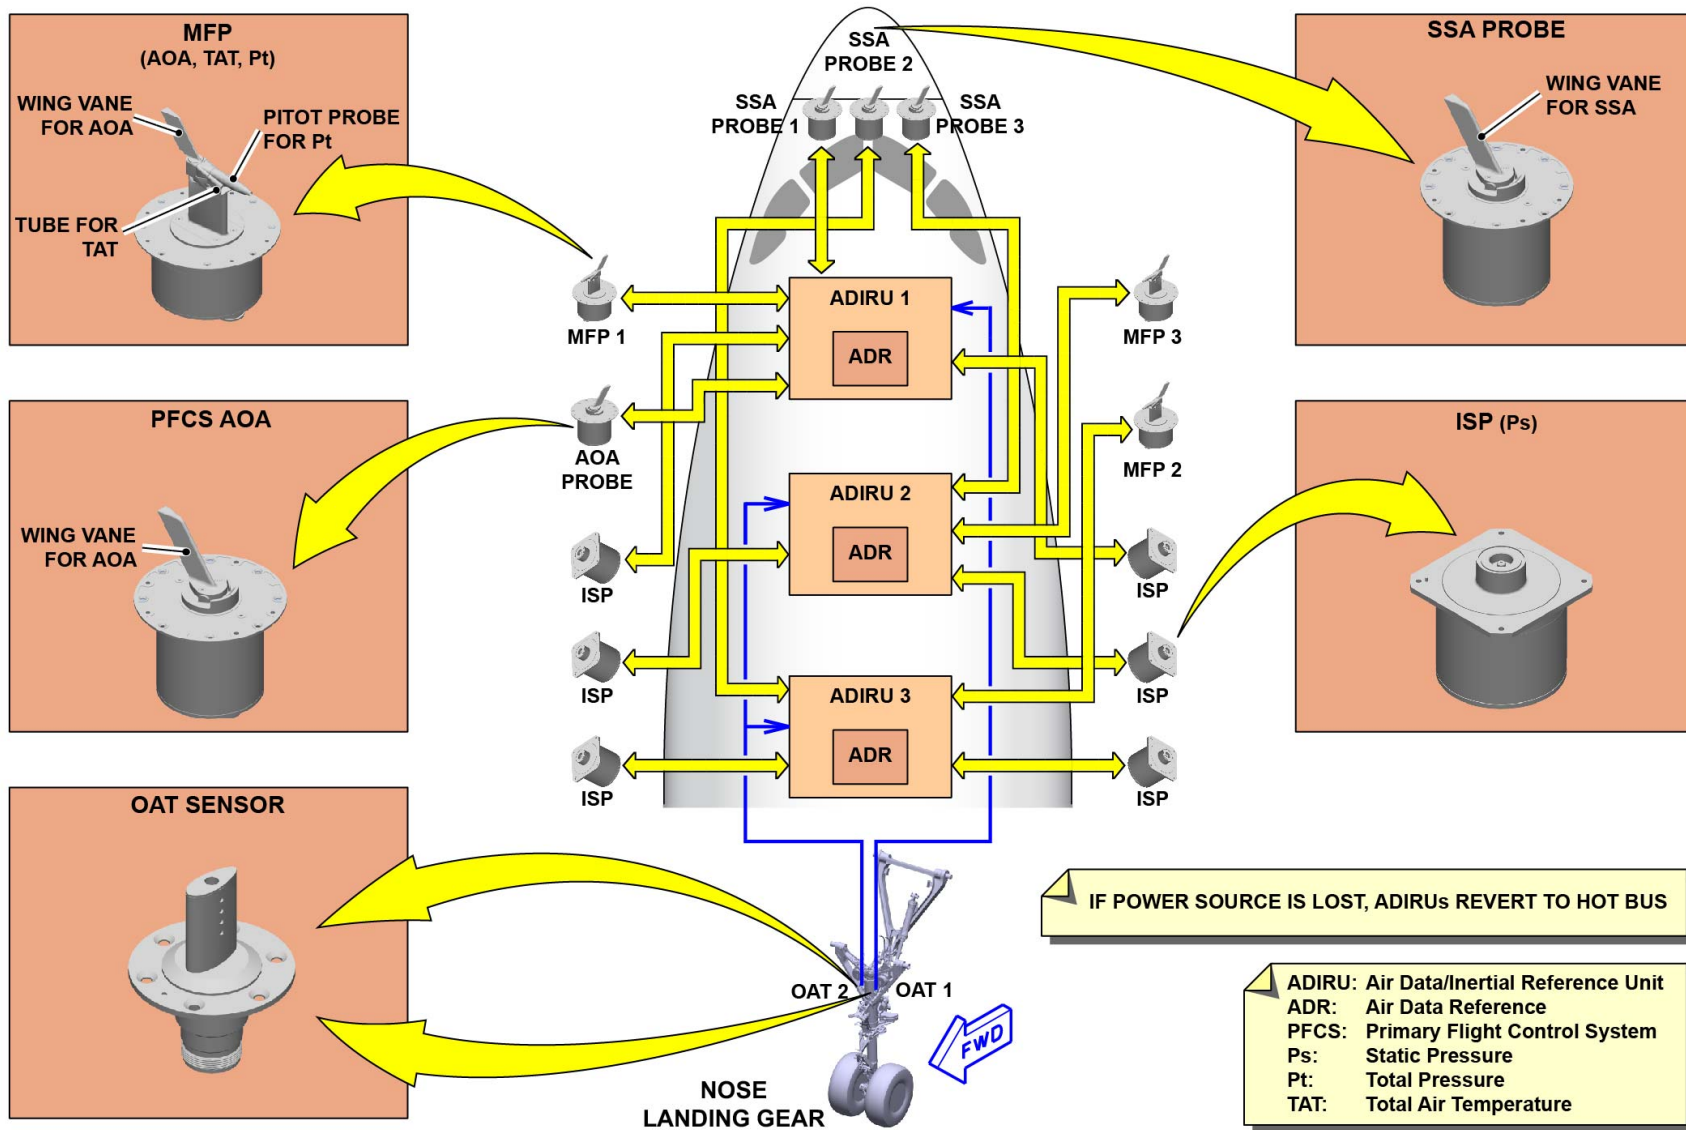 MFP
(AOA, TAT, Pt)
WING VANE
FOR AOA
PITOT PROBE
FOR Pt
TUBE FOR
TAT
SSA
PROBE 2
SSA
PROBE 1
SSA
PROBE 3
SSA PROBE
WING VANE
FOR SSA
MFP 1
ADIRU 1
ADR
MFP 3
PFCS AOA
WING VANE
FOR AOA
AOA
PROBE
MFP 2
ISP (Ps)
ADIRU 2
ADR
ISP
ISP
ISP
ISP
ADIRU 3
ADR
ISP
ISP
OAT SENSOR
OAT 2
OAT 1
FWD
NOSE
LANDING GEAR
IF POWER SOURCE IS LOST, ADIRUs REVERT TO HOT BUS
ADIRU: Air Data/Inertial Reference Unit
ADR: Air Data Reference
PFCS: Primary Flight Control System
Ps: Static Pressure
Pt: Total Pressure
TAT: Total Air Temperature